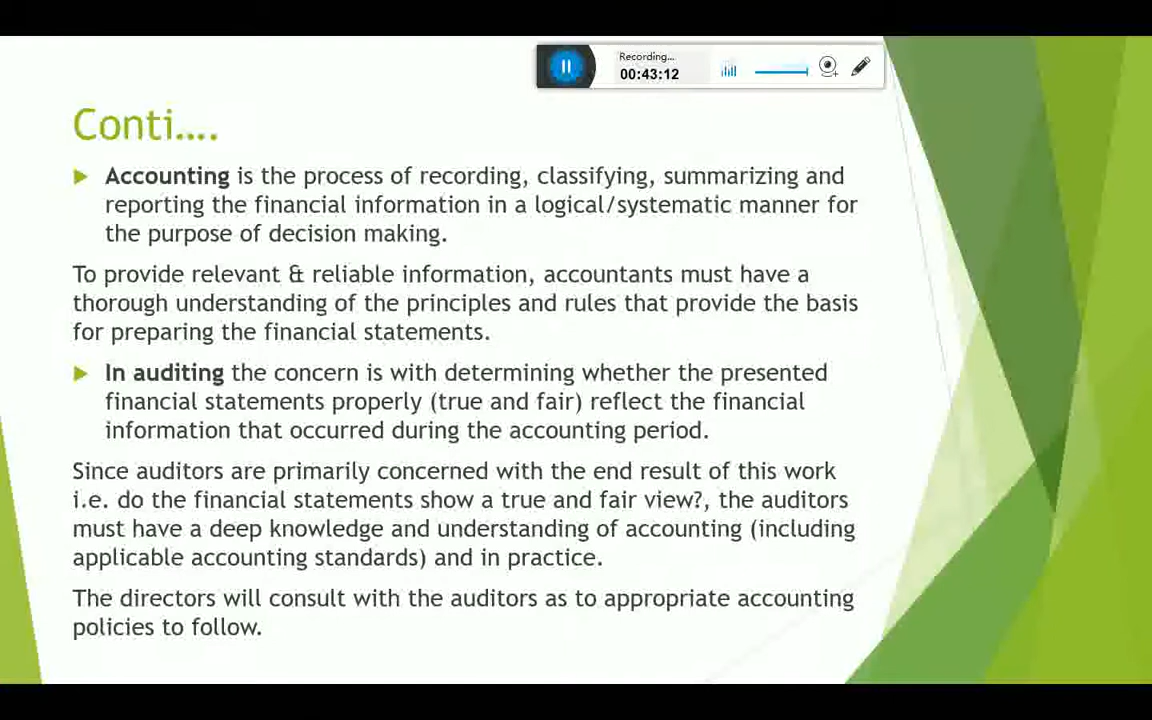 Recording...
00:43:12
Conti....
Accounting is the process of recording, classifying, summarizing and
reporting the financial information in a logical/systematic manner for
the purpose of decision making.
To provide relevant & reliable information, accountants must have a
thorough understanding of the principles and rules that provide the basis
for preparing the financial statements.
In auditing the concern is with determining whether the presented
financial statements properly (true and fair) reflect the financial
information that occurred during the accounting period.
Since auditors are primarily concerned with the end result of this work
i.e. do the financial statements show a true and fair view?, the auditors
must have a deep knowledge and understanding of accounting (including
applicable accounting standards) and in practice.
The directors will consult with the auditors as to appropriate accounting
policies to follow.